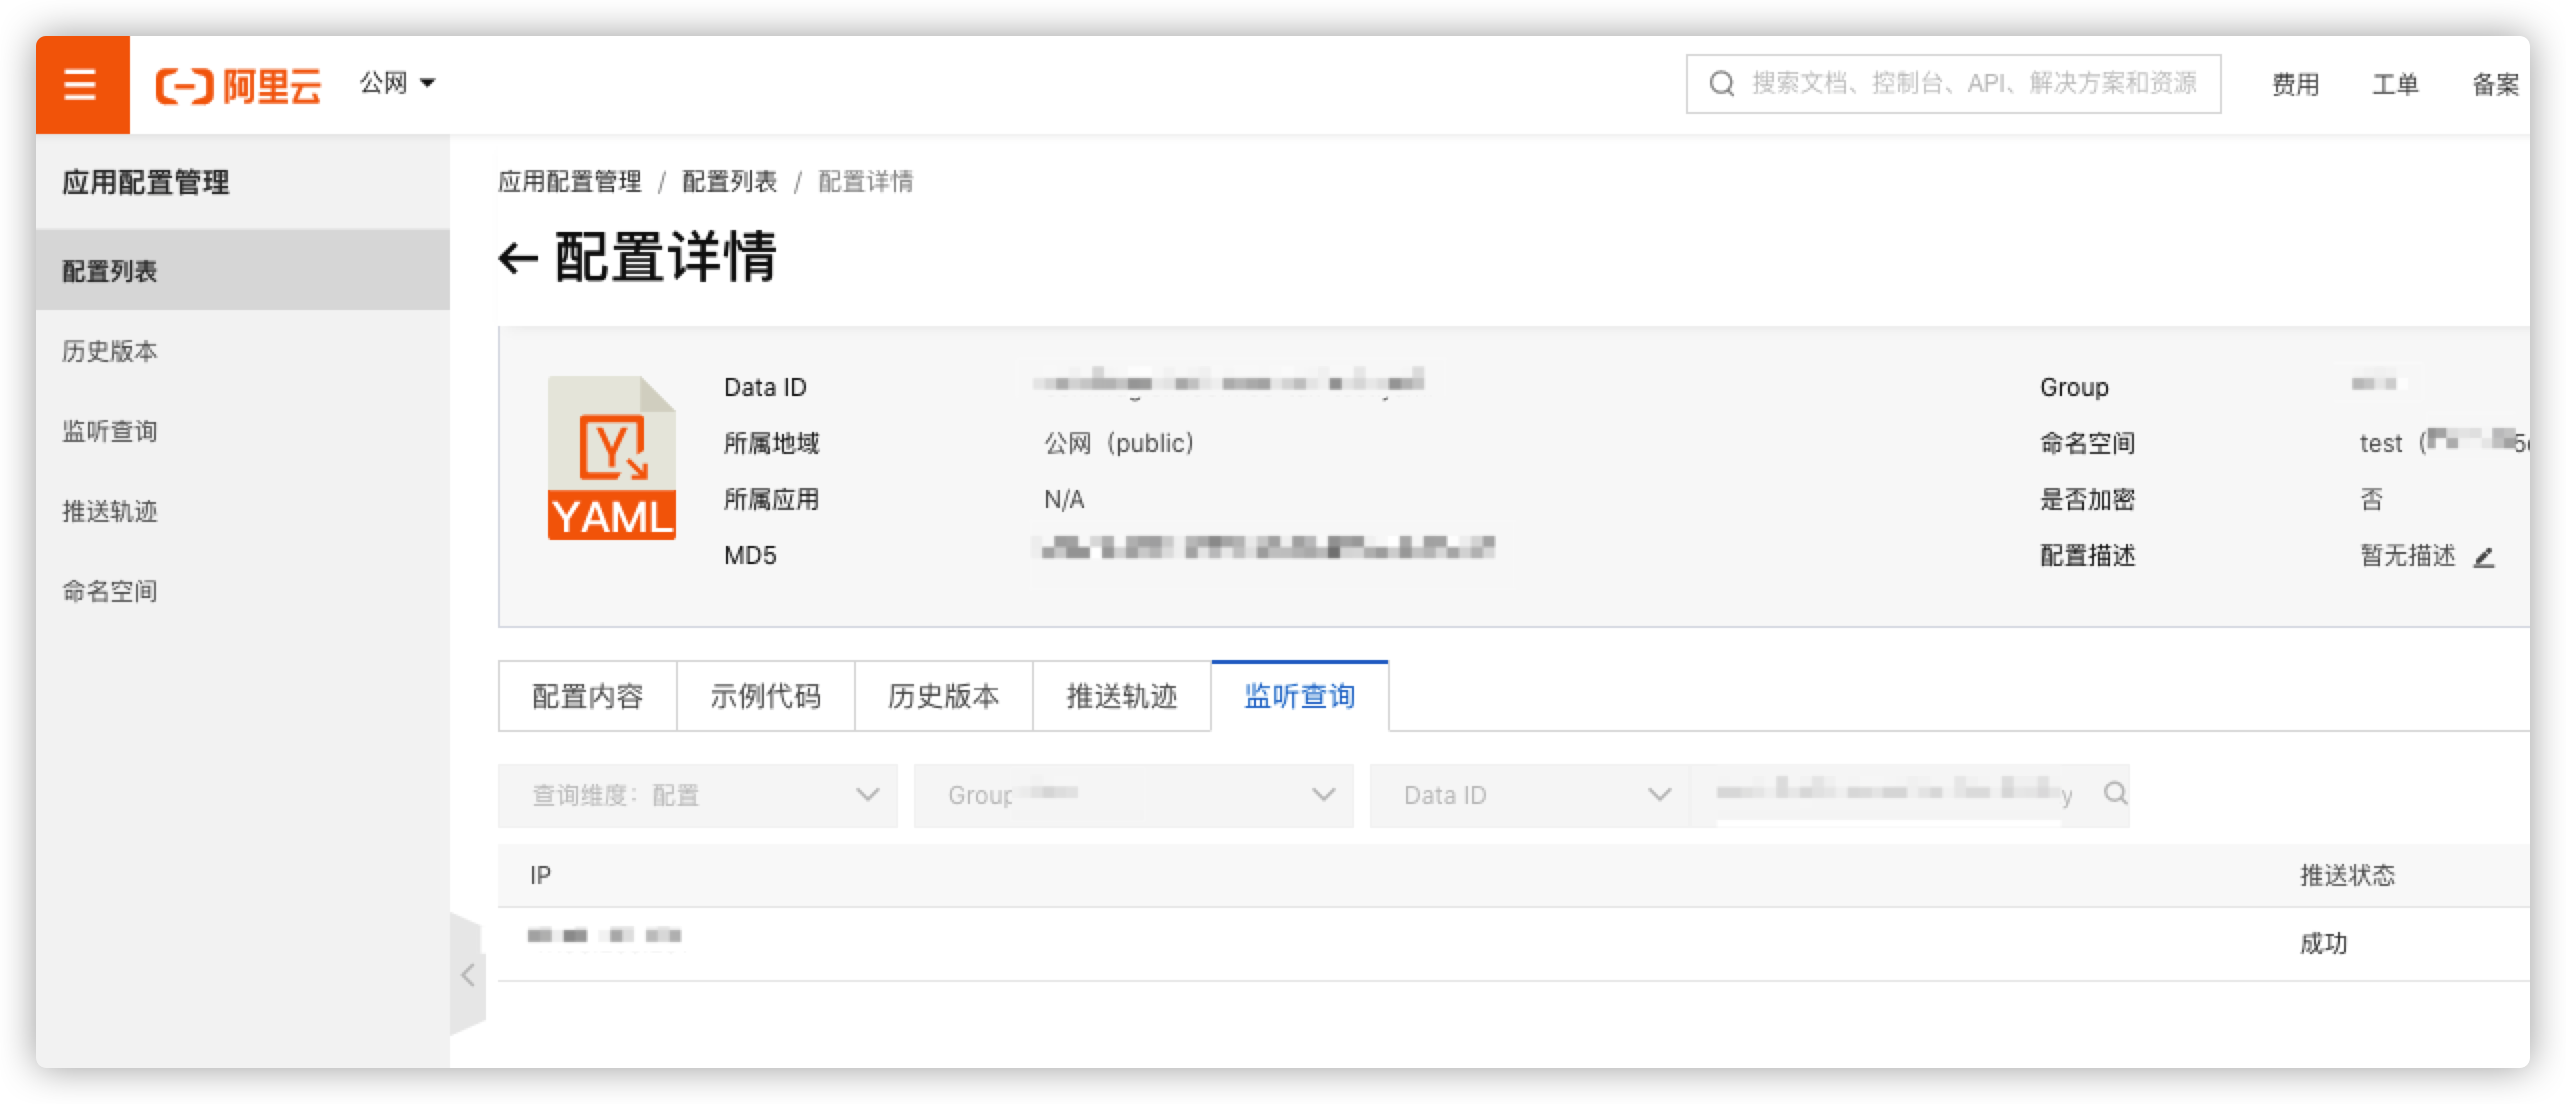 阿里云 公网 搜索文档、控制台、API、解决方案和资源 费用 工单 备案
应用配置管理
配置列表
历史版本
监听查询
推送轨迹
命名空间
应用配置管理 / 配置列表 / 配置详情
配置详情
YAML
Data ID Group
所属地域 公网（public） 命名空间 test
所属应用 N/A 是否加密 否
MD5 配置描述 暂无描述
配置内容 示例代码 历史版本 推送轨迹 监听查询
查询维度：配置 Group Data ID
IP 推送状态
成功